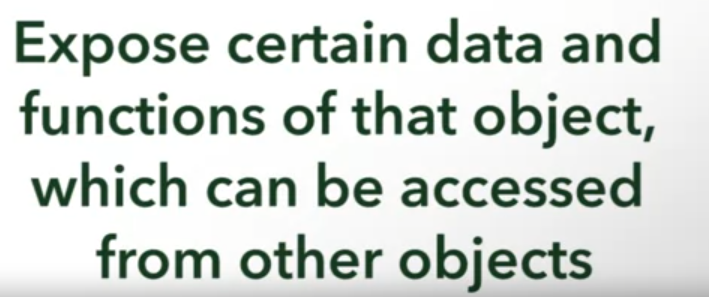 Expose certain data and
functions of that object,
which can be accessed
from other objects